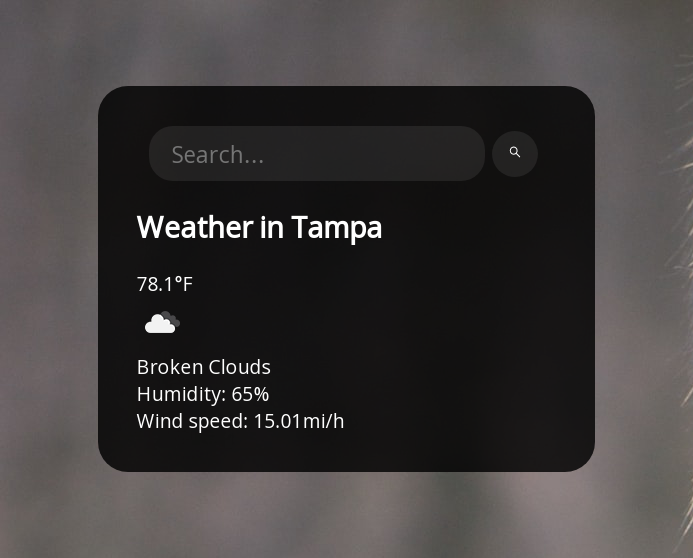 Search...
Weather in Tampa
78.1°F
Broken Clouds
Humidity: 65%
Wind speed: 15.01mi/h